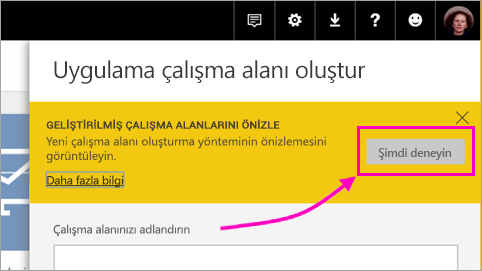 Uygulama çalışma alanı oluştur
GELİŞTİRİLMİŞ ÇALIŞMA ALANLARINI ÖNİZLE
Yeni çalışma alanı oluşturma yönteminin önizlemesini
görüntüleyin.
Şimdi deneyin
Daha fazla bilgi
Çalışma alanınızı adlandırın